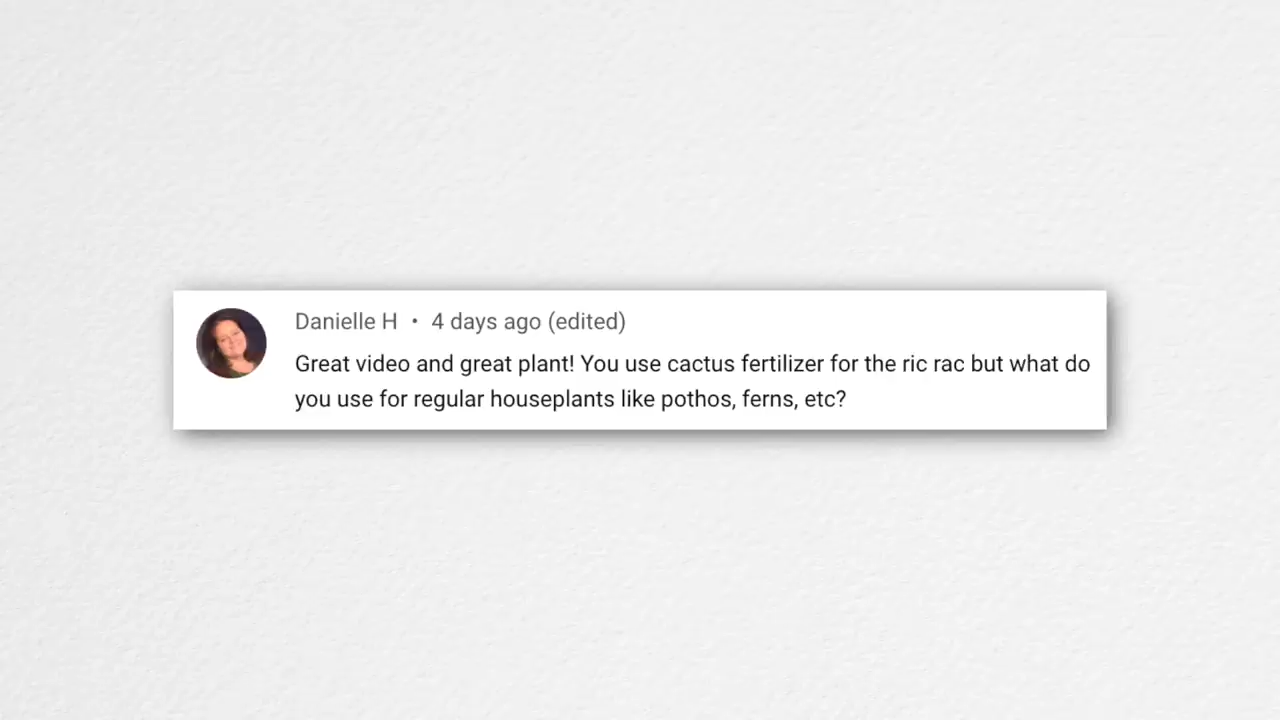 Danielle H • 4 days ago (edited)
Great video and great plant! You use cactus fertilizer for the ric rac but what do
you use for regular houseplants like pothos, ferns, etc?